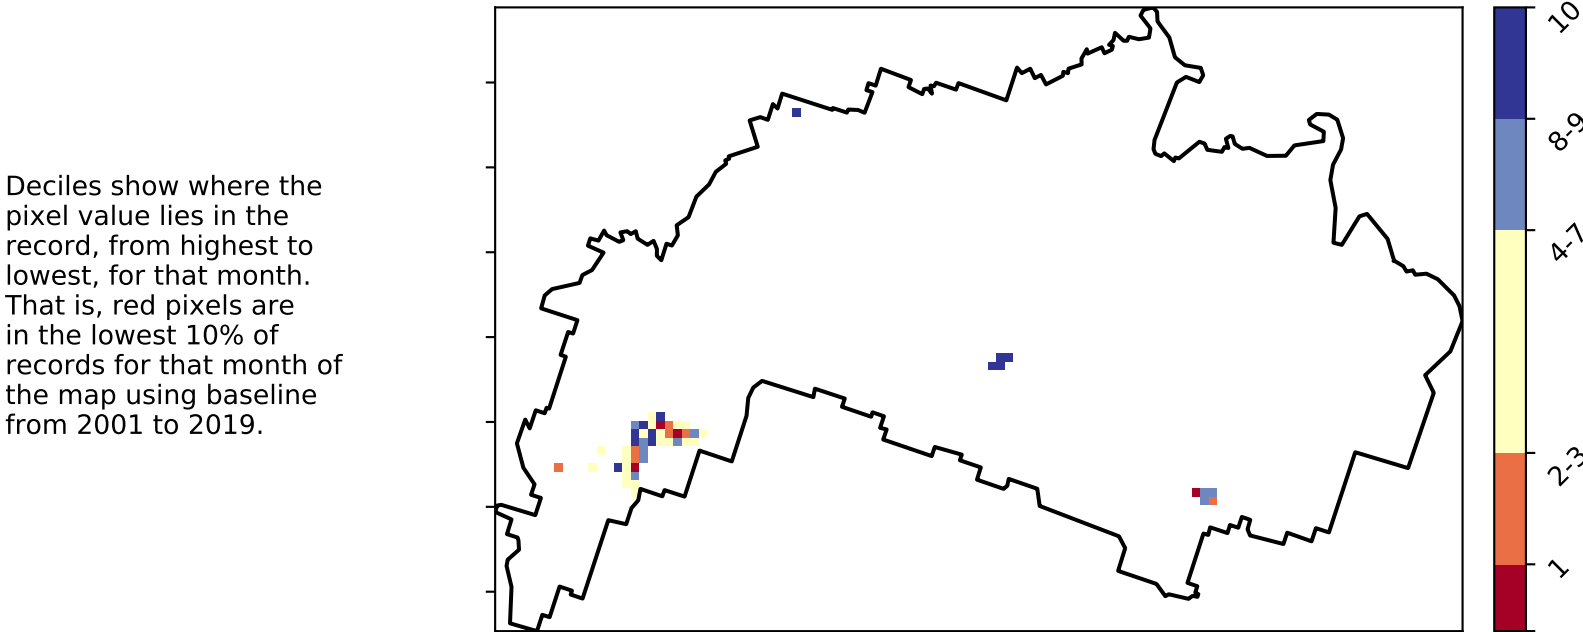 Deciles show where the
pixel value lies in the
record, from highest to
lowest, for that month.
That is, red pixels are
in the lowest 10% of
records for that month of
the map using baseline
from 2001 to 2019.
10
8-9
4-7
2-3
1